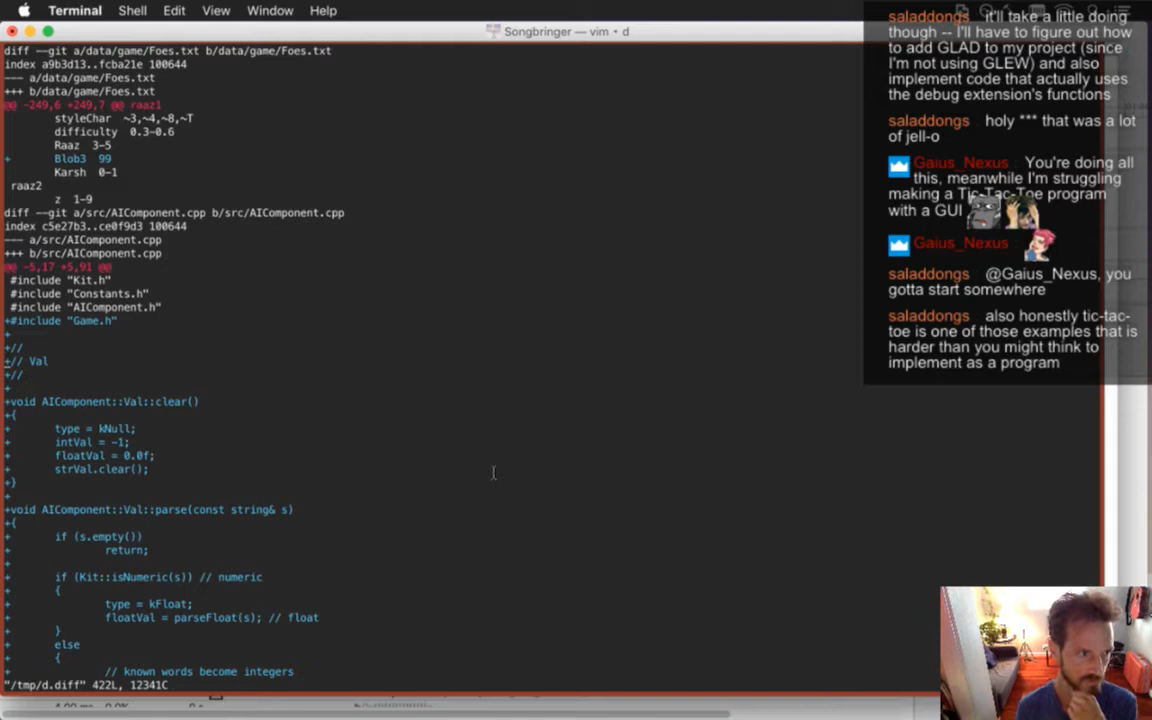 Terminal Shell Edit View Window Help
Songbringer — vim • d
diff --git a/data/game/Foes.txt b/data/game/Foes.txt
index a9b3d13..fcba21e 100644
--- a/data/game/Foes.txt
+++ b/data/game/Foes.txt
@@ -249,6 +249,7 @@ raaz1
styleChar ~3,~4,~8,~T
difficulty 0.3~0.6
Raaz 3-5
+ Blob3 99
Karsh 0-1
raaz2
z 1-9
diff --git a/src/AIComponent.cpp b/src/AIComponent.cpp
index c5e27b3..ce0f9d3 100644
--- a/src/AIComponent.cpp
+++ b/src/AIComponent.cpp
@@ -5,17 +5,91 @@
#include "Kit.h"
#include "Constants.h"
#include "AIComponent.h"
+#include "Game.h"
+
+//
+// Val
+//
+
+void AIComponent::Val::clear()
+{
+ type = kNull;
+ intVal = -1;
+ floatVal = 0.0f;
+ strVal.clear();
+}
+
+void AIComponent::Val::parse(const string& s)
+{
+ if (s.empty())
+ return;
+
+ if (Kit::isNumeric(s)) // numeric
+ {
+ type = kFloat;
+ floatVal = parseFloat(s); // float
+ }
+ else
+ {
+ // known words become integers
"/tmp/d.diff" 422L, 12341C
saladdongs it'll take a little doing
though -- I'll have to figure out how
to add GLAD to my project (since
I'm not using GLEW) and also
implement code that actually uses
the debug extension's functions
saladdongs holy *** that was a lot
of jell-o
Gaius_Nexus : You're doing all
this, meanwhile I'm struggling
making a Tic-Tac-Toe program
with a GUI
Gaius_Nexus :
saladdongs @Gaius_Nexus, you
gotta start somewhere
saladdongs also honestly tic-tac-
toe is one of those examples that is
harder than you might think to
implement as a program